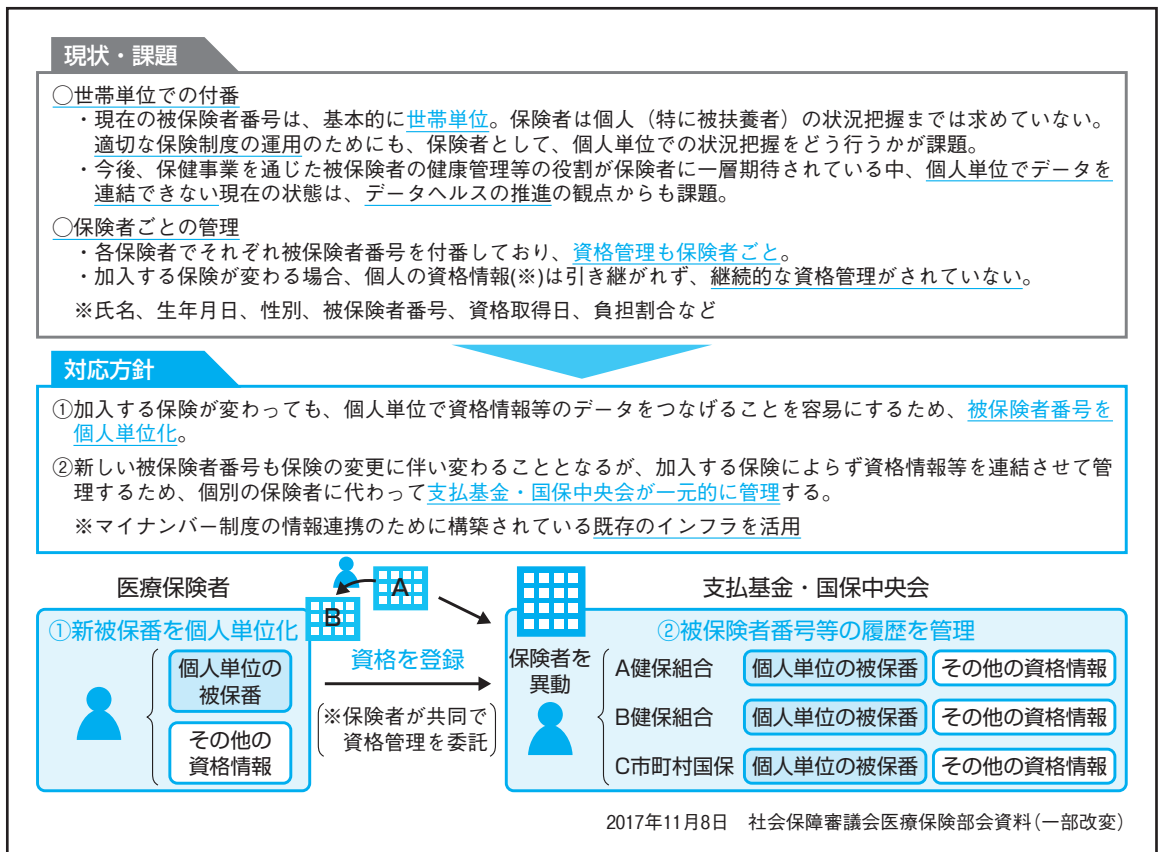 現状・課題
○世帯単位での付番
・現在の被保険者番号は、基本的に世帯単位。保険者は個人（特に被扶養者）の状況把握までは求めていない。
適切な保険制度の運用のためにも、保険者として、個人単位での状況把握をどう行うかが課題。
・今後、保健事業を通じた被保険者の健康管理等の役割が保険者に一層期待されている中、個人単位でデータを
連結できない現在の状態は、データヘルスの推進の観点からも課題。
○保険者ごとの管理
・各保険者でそれぞれ被保険者番号を付番しており、資格管理も保険者ごと。
・加入する保険が変わる場合、個人の資格情報(※)は引き継がれず、継続的な資格管理がされていない。
※氏名、生年月日、性別、被保険者番号、資格取得日、負担割合など
対応方針
①加入する保険が変わっても、個人単位で資格情報等のデータをつなげることを容易にするため、被保険者番号を
個人単位化。
②新しい被保険者番号も保険の変更に伴い変わることとなるが、加入する保険によらず資格情報等を連結させて管
理するため、個別の保険者に代わって支払基金・国保中央会が一元的に管理する。
※マイナンバー制度の情報連携のために構築されている既存のインフラを活用
医療保険者
A
B
支払基金・国保中央会
①新被保番を個人単位化
個人単位の
被保番
その他の
資格情報
資格を登録
(※保険者が共同で
資格管理を委託)
②被保険者番号等の履歴を管理
保険者を
異動
A健保組合 個人単位の被保番 その他の資格情報
B健保組合 個人単位の被保番 その他の資格情報
C市町村国保 個人単位の被保番 その他の資格情報
2017年11月8日 社会保障審議会医療保険部会資料(一部改変)